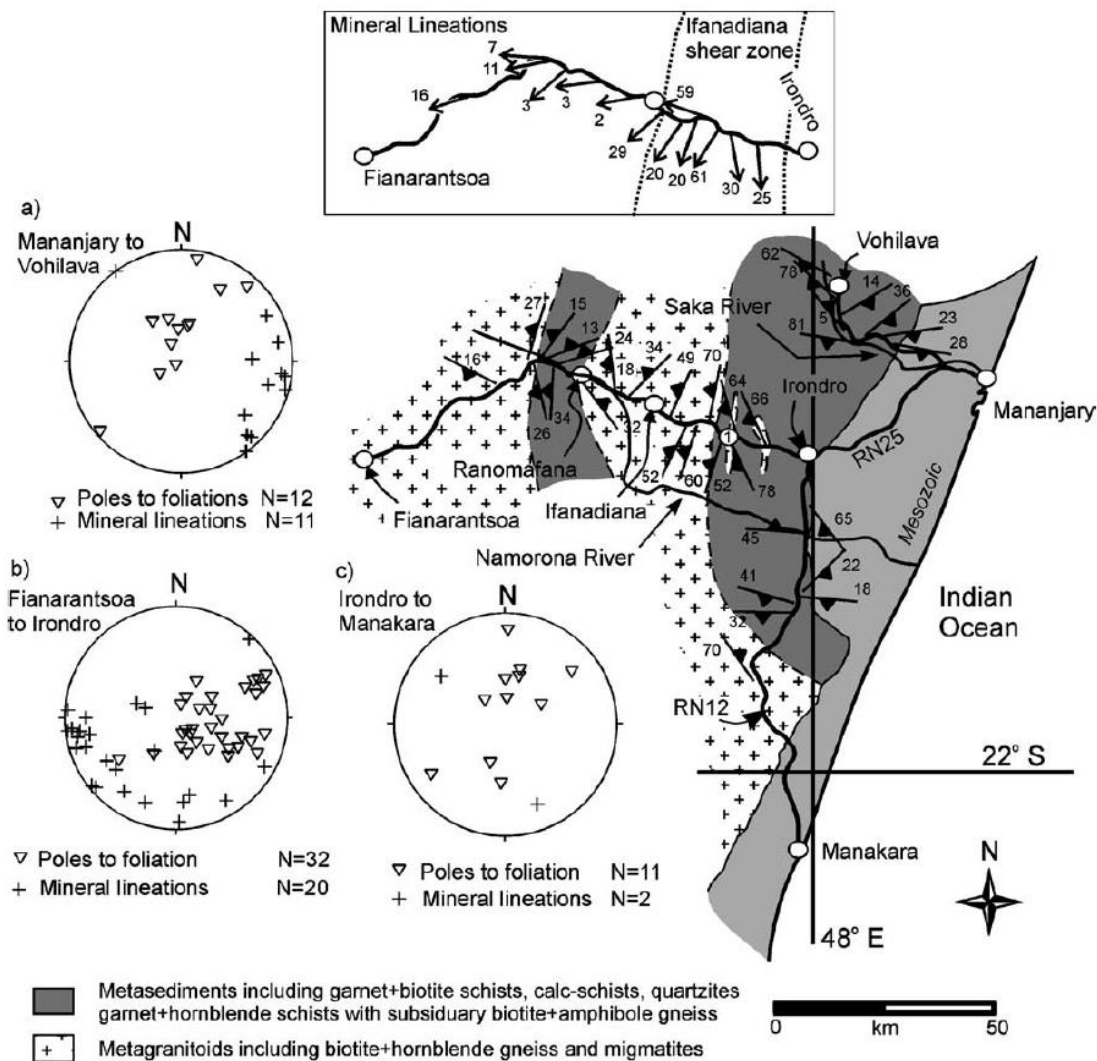 Mineral Lineations
Ifanadiana
shear zone
Irondro
7
11
16
3
3
2
59
29
20
20
61
30
25
Fianarantsoa
a)
Mananjary to
Vohilava
N
Poles to foliations N=12
Mineral lineations N=11
b)
Fianarantsoa
to Irondro
N
Poles to foliation N=32
Mineral lineations N=20
c)
Irondro to
Manakara
N
Poles to foliation N=11
Mineral lineations N=2
Vohilava
62
78
14
36
5
Saka River
81
23
28
27
15
13
24
16
18
34
49
70
64
66
Irondro
Mananjary
34
26
32
Ranomafana
52
60
52
78
RN25
Mesozoic
Fianarantsoa
Ifanadiana
Namorona River
45
65
22
41
18
32
70
Indian
Ocean
RN12
22° S
Manakara
N
48° E
Metasediments including garnet+biotite schists, calc-schists, quartzites
garnet+hornblende schists with subsiduary biotite+amphibole gneiss
Metagranitoids including biotite+hornblende gneiss and migmatites
0 50
km